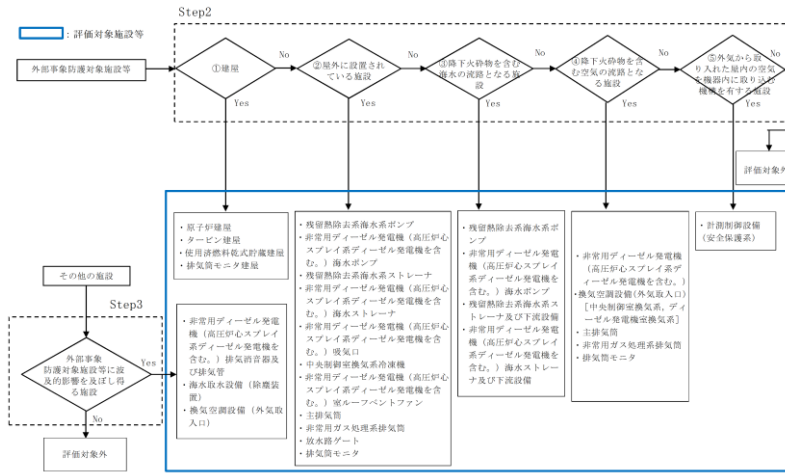 Step2
：評価対象施設等
外部事象防護対象施設等
①建屋
No
②屋外に設置され
ている施設
No
③降下火砕物を含む
海水の流路となる施
設
No
④降下火砕物を含
む空気の流路とな
る施設
No
⑤外気から取
り入れた屋内の空気
を機器内に取り込む
機構を有する施設
Yes
Yes
Yes
Yes
Yes
評価対象外
・原子炉建屋
・タービン建屋
・使用済燃料乾式貯蔵建屋
・排気筒モニタ建屋
・残留熱除去系海水系ポンプ
・非常用ディーゼル発電機（高圧炉心
スプレイ系ディーゼル発電機を含
む。）海水ポンプ
・残留熱除去系海水系ストレーナ
・非常用ディーゼル発電機（高圧炉心
スプレイ系ディーゼル発電機を含
む。）海水ストレーナ
・非常用ディーゼル発電機（高圧炉心
スプレイ系ディーゼル発電機を含
む。）吸気口
・中央制御室換気系冷凍機
・非常用ディーゼル発電機（高圧炉心
スプレイ系ディーゼル発電機を含
む。）室ルーフベントファン
・主排気筒
・非常用ガス処理系排気筒
・放水路ゲート
・排気筒モニタ
・残留熱除去系海水系ポ
ンプ
・非常用ディーゼル発電
機（高圧炉心スプレイ
系ディーゼル発電機を
含む。）海水ポンプ
・残留熱除去系海水系ス
トレーナ及び下流設備
・非常用ディーゼル発電
機（高圧炉心スプレイ
系ディーゼル発電機を
含む。）海水ストレー
ナ及び下流設備
・非常用ディーゼル発電機
（高圧炉心スプレイ系ディ
ーゼル発電機を含む。）
・換気空調設備（外気取入口）
［中央制御室換気系，ディ
ーゼル発電機室換気系］
・主排気筒
・非常用ガス処理系排気筒
・排気筒モニタ
・計測制御設備
（安全保護系）
その他の施設
Step3
外部事象
防護対象施設等に波
及的影響を及ぼし得
る施設
Yes
No
評価対象外
・非常用ディーゼル発電
機（高圧炉心スプレイ
系ディーゼル発電機を
含む。）排気消音器及
び排気管
・海水取水設備（除塵装
置）
・換気空調設備（外気取
入口）